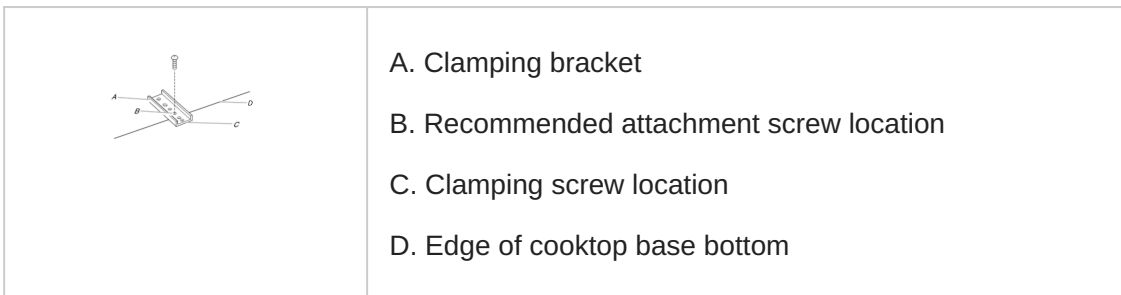 A
B
C
D
A. Clamping bracket
B. Recommended attachment screw location
C. Clamping screw location
D. Edge of cooktop base bottom